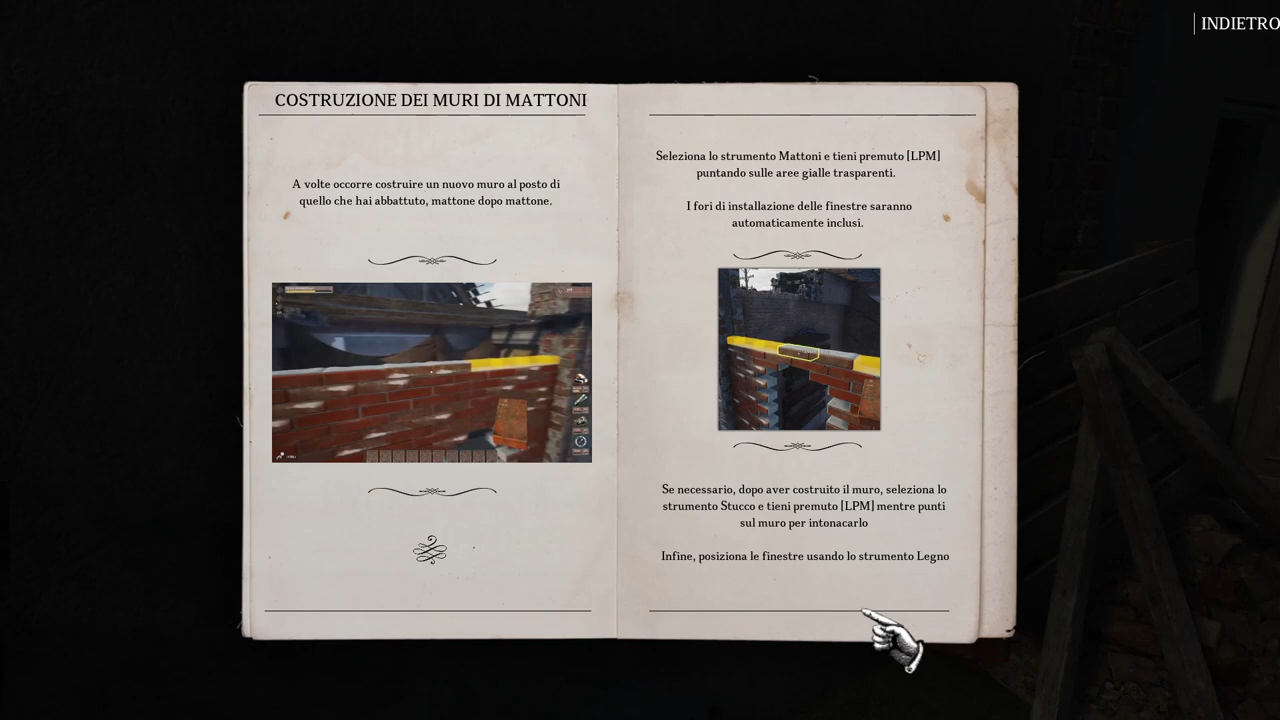 INDIETRO
COSTRUZIONE DEI MURI DI MATTONI
A volte occorre costruire un nuovo muro al posto di
quello che hai abbattuto, mattone dopo mattone.
Seleziona lo strumento Mattoni e tieni premuto [LPM]
puntando sulle aree gialle trasparenti.
I fori di installazione delle finestre saranno
automaticamente inclusi.
Se necessario, dopo aver costruito il muro, seleziona lo
strumento Stucco e tieni premuto [LPM] mentre punti
sul muro per intonacarlo
Infine, posiziona le finestre usando lo strumento Legno